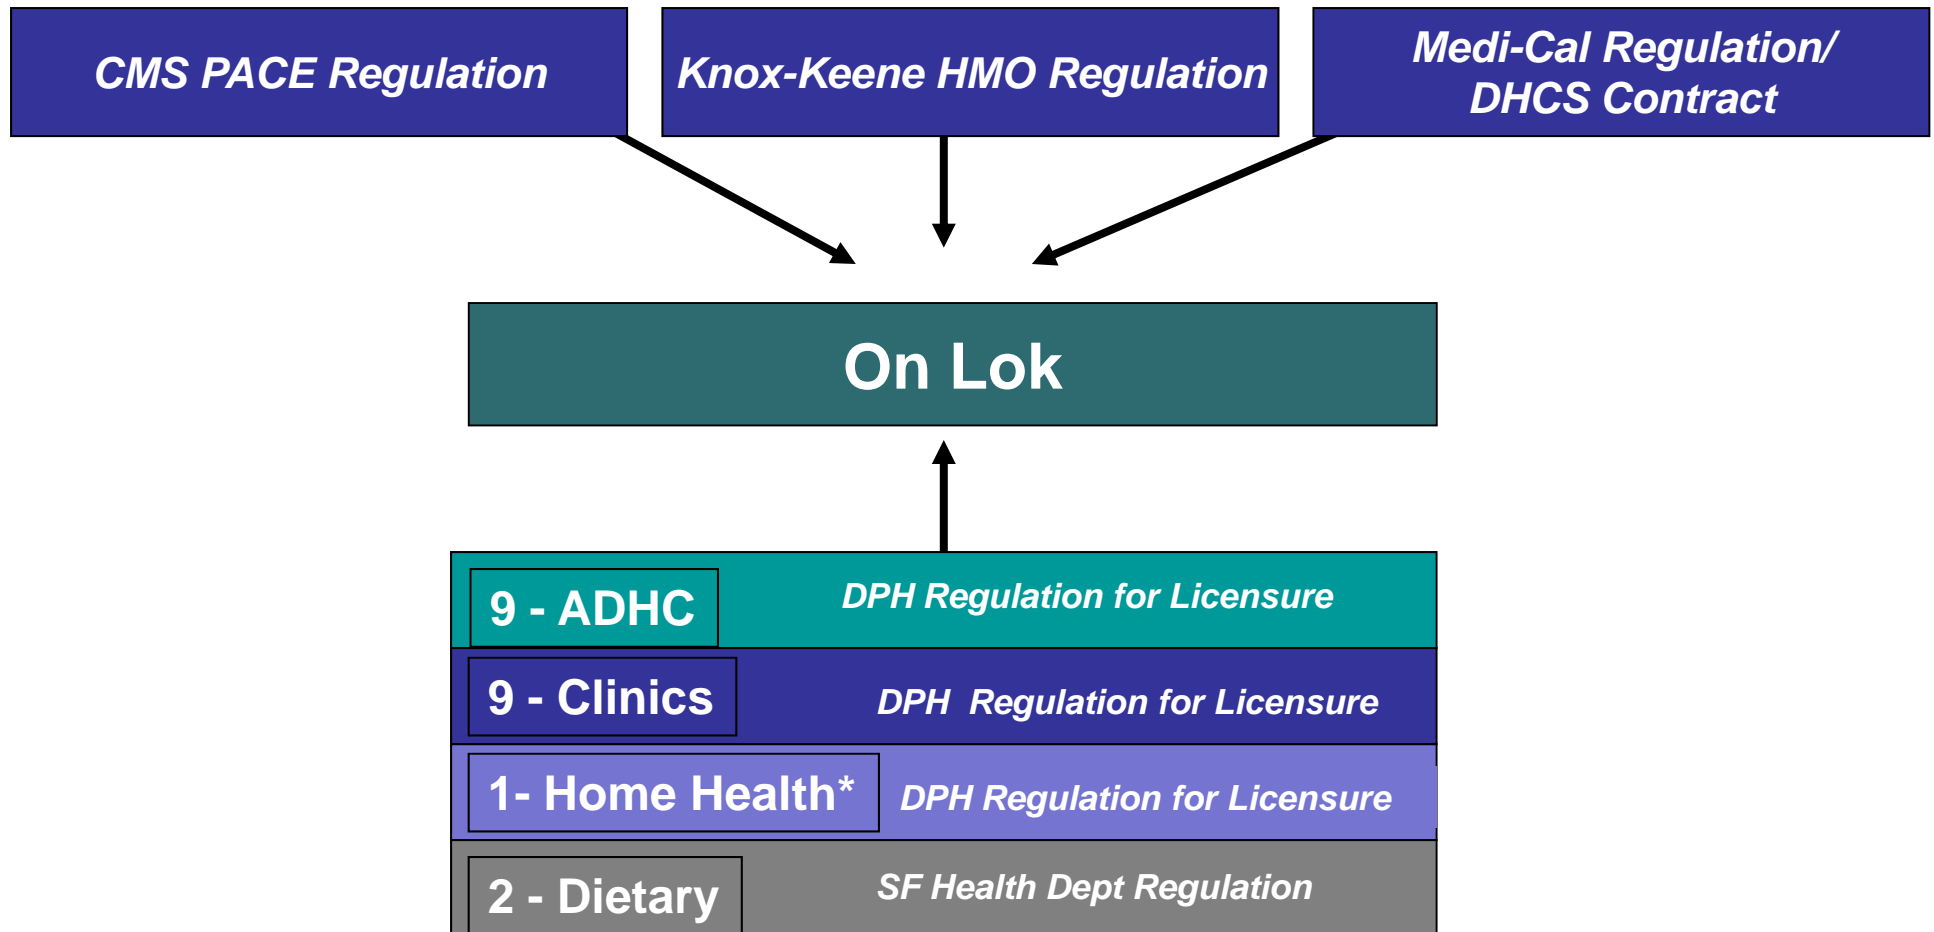 CMS PACE Regulation
Knox-Keene HMO Regulation
Medi-Cal Regulation/
DHCS Contract
On Lok
9 - ADHC
DPH Regulation for Licensure
9 - Clinics
DPH  Regulation for Licensure
1- Home Health*
DPH Regulation for Licensure
2 - Dietary
SF Health Dept Regulation